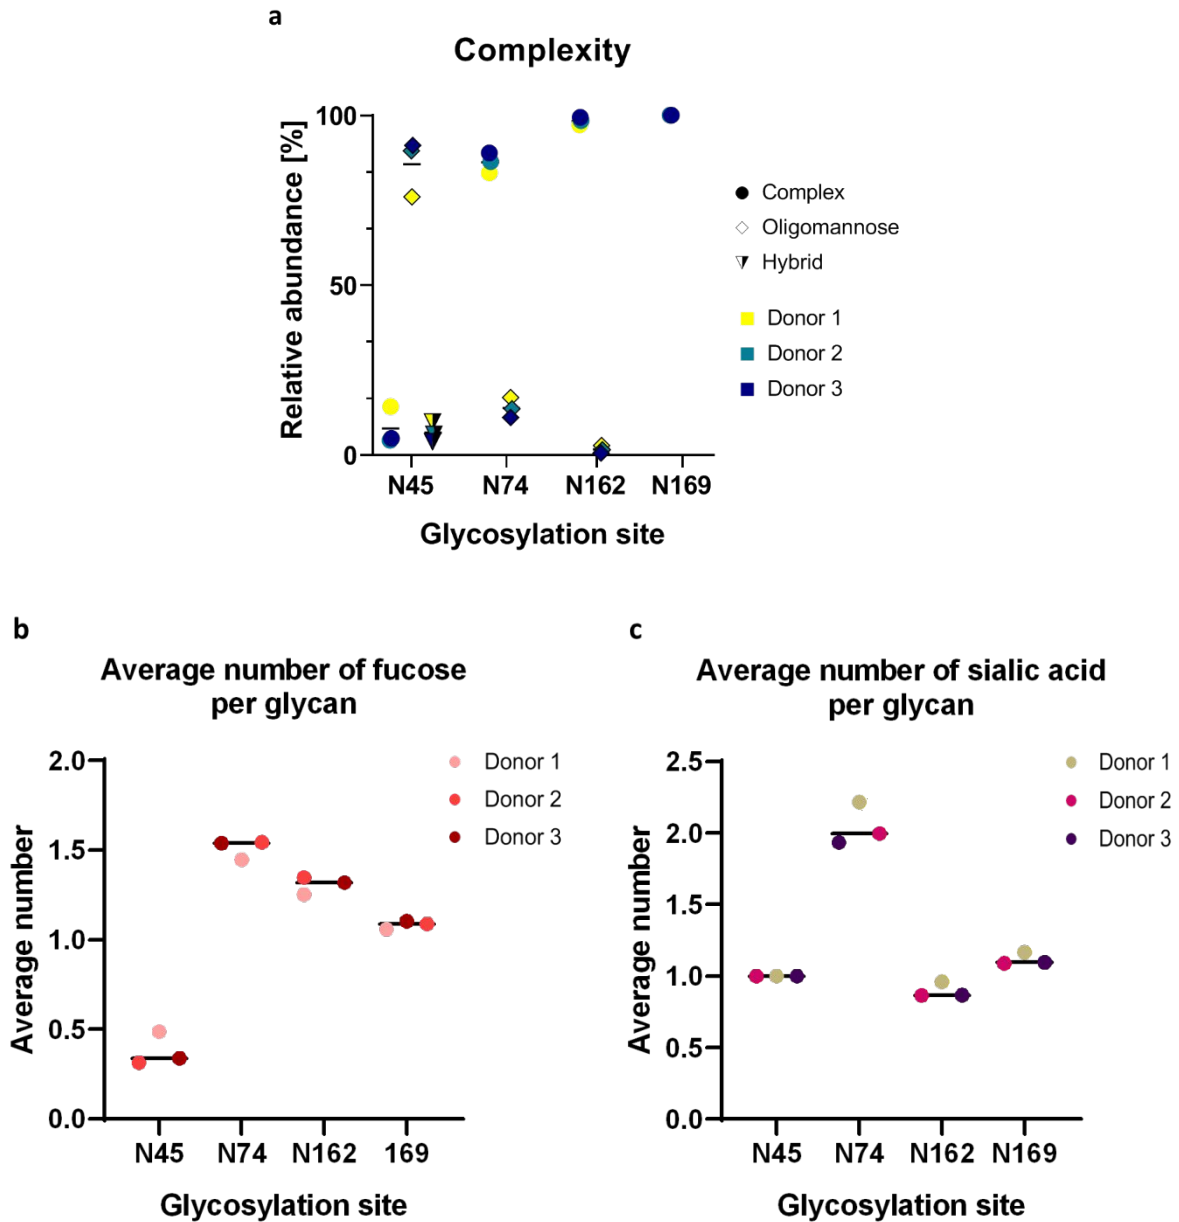 a
Complexity
100
50
0
Relative abundance [%]
N45 N74 N162 N169
Glycosylation site
Complex
Oligomannose
Hybrid
Donor 1
Donor 2
Donor 3
b
Average number of fucose
per glycan
2.0
1.5
1.0
0.5
0.0
Average number
N45 N74 N162 169
Glycosylation site
Donor 1
Donor 2
Donor 3
c
Average number of sialic acid
per glycan
2.5
2.0
1.5
1.0
0.5
0.0
Average number
N45 N74 N162 N169
Glycosylation site
Donor 1
Donor 2
Donor 3